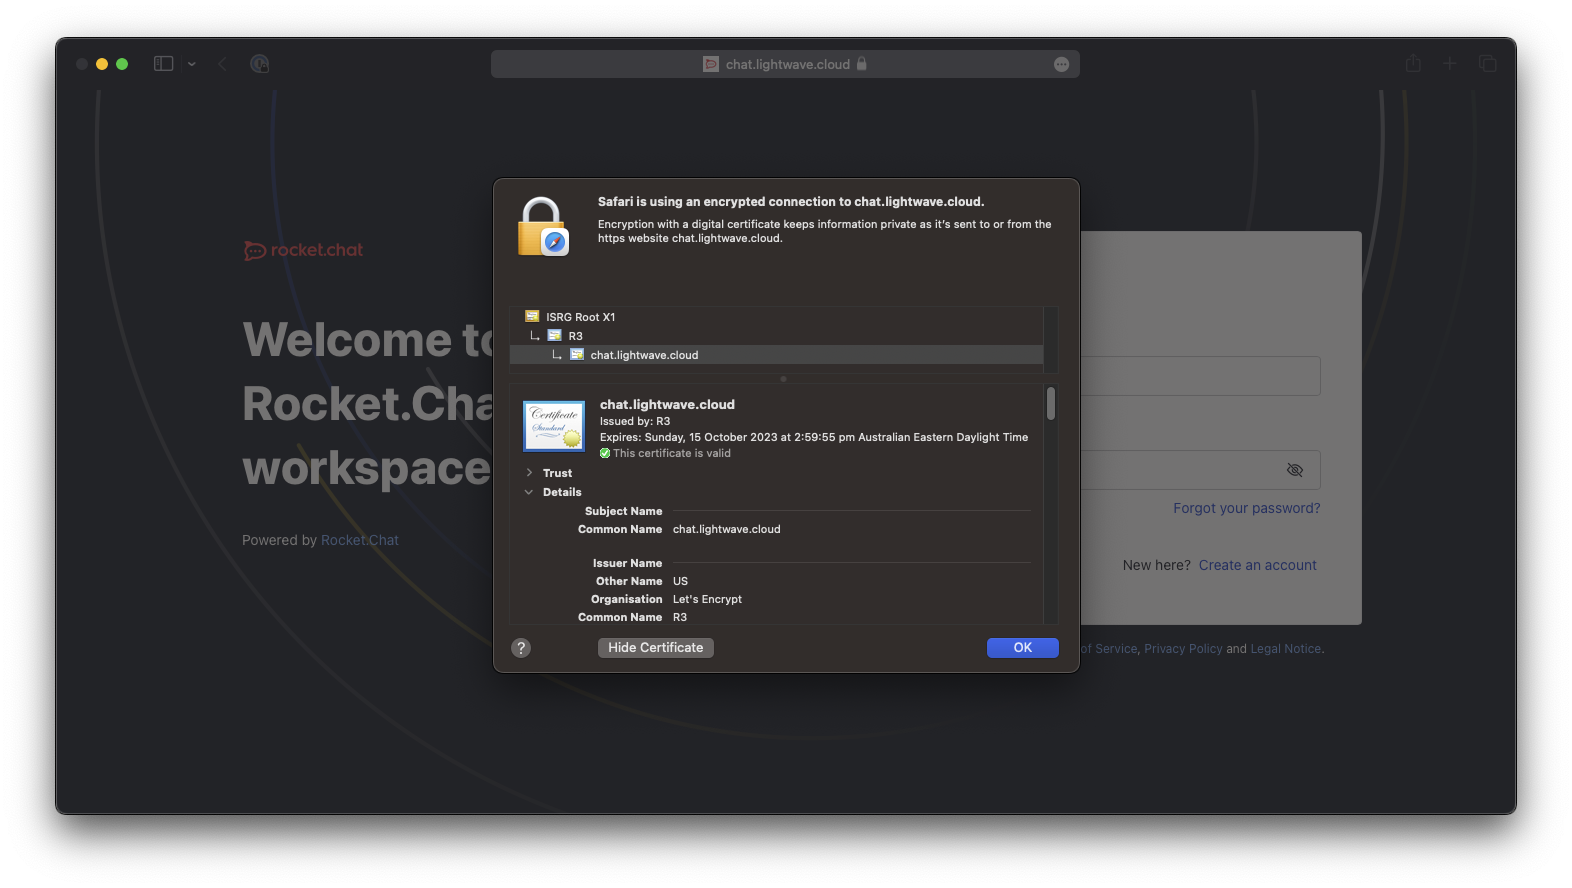 chat.lightwave.cloud
rocket.chat
Welcome to
Rocket.Cha
workspace
Powered by Rocket.Chat
Safari is using an encrypted connection to chat.lightwave.cloud.
Encryption with a digital certificate keeps information private as it's sent to or from the
https website chat.lightwave.cloud.
ISRG Root X1
R3
chat.lightwave.cloud
Certificate
Standard
chat.lightwave.cloud
Issued by: R3
Expires: Sunday, 15 October 2023 at 2:59:55 pm Australian Eastern Daylight Time
This certificate is valid
Trust
Details
Subject Name
Common Name chat.lightwave.cloud
Issuer Name
Other Name US
Organisation Let's Encrypt
Common Name R3
? Hide Certificate OK
Forgot your password?
New here? Create an account
of Service, Privacy Policy and Legal Notice.